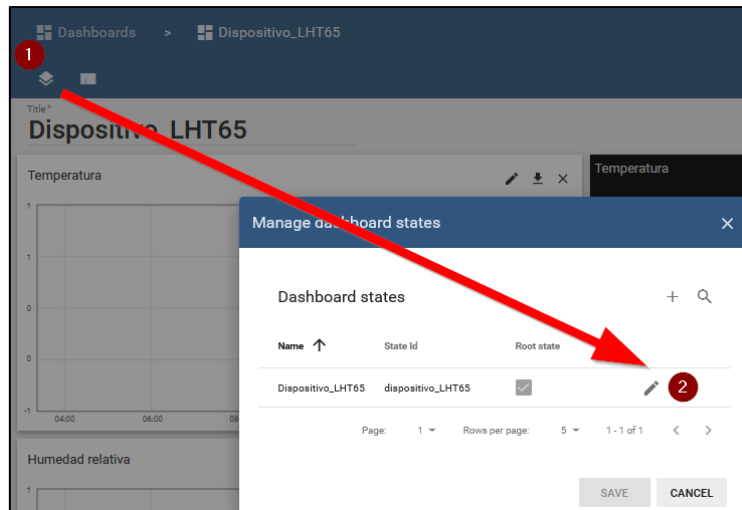 Dashboards > Dispositivo_LHT65
1
Title*
Dispositivo_LHT65
Temperatura
Temperatura
1
1
0
0
-1
04:00 06:00 08
Manage dashboard states
Dashboard states
Name State Id Root state
Dispositivo_LHT65 dispositivo_LHT65 2
Page: 1 Rows per page: 5 1 - 1 of 1
Humedad relativa
1
SAVE CANCEL